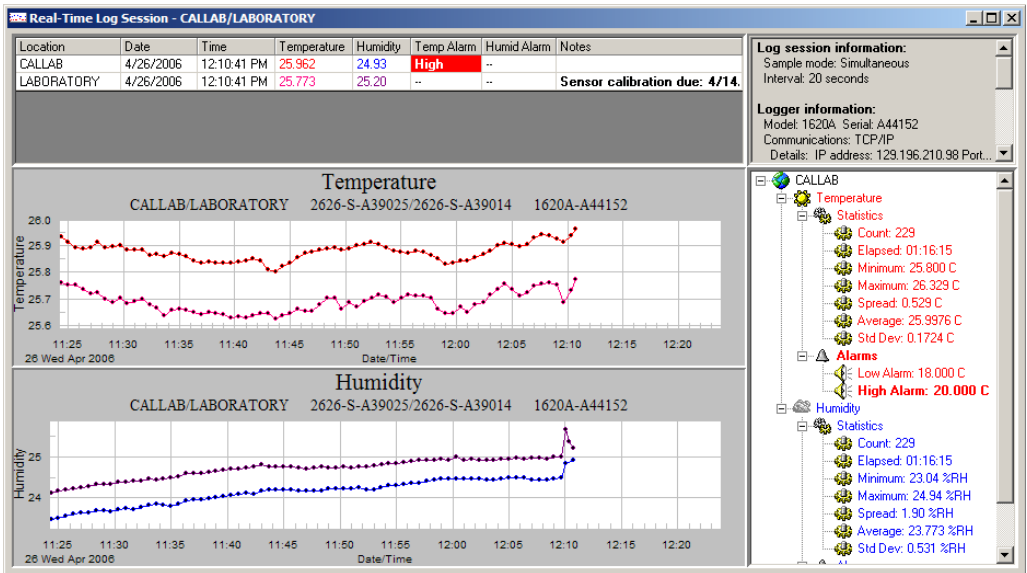 Real-Time Log Session - CALLAB/LABORATORY
Location Date Time Temperature Humidity Temp Alarm Humid Alarm Notes
CALLAB 4/26/2006 12:10:41 PM 25.962 24.93 High --
LABORATORY 4/26/2006 12:10:41 PM 25.773 25.20 -- -- Sensor calibration due: 4/14.
Log session information:
Sample mode: Simultaneous
Interval: 20 seconds
Logger information:
Model: 1620A Serial: A44152
Communications: TCP/IP
Details: IP address: 129.196.210.98 Port...
Temperature
CALLAB/LABORATORY 2626-S-A39025/2626-S-A39014 1620A-A44152
Temperature
26.0
25.9
25.8
25.7
25.6
11:25 11:30 11:35 11:40 11:45 11:50 11:55 12:00 12:05 12:10 12:15 12:20
26 Wed Apr 2006 Date/Time
Humidity
CALLAB/LABORATORY 2626-S-A39025/2626-S-A39014 1620A-A44152
Humidity
25
24
11:25 11:30 11:35 11:40 11:45 11:50 11:55 12:00 12:05 12:10 12:15 12:20
26 Wed Apr 2006 Date/Time
CALLAB
Temperature
Statistics
Count: 229
Elapsed: 01:16:15
Minimum: 25.800 C
Maximum: 26.329 C
Spread: 0.529 C
Average: 25.9976 C
Std Dev: 0.1724 C
Alarms
Low Alarm: 18.000 C
High Alarm: 20.000 C
Humidity
Statistics
Count: 229
Elapsed: 01:16:15
Minimum: 23.04 %RH
Maximum: 24.94 %RH
Spread: 1.90 %RH
Average: 23.773 %RH
Std Dev: 0.531 %RH